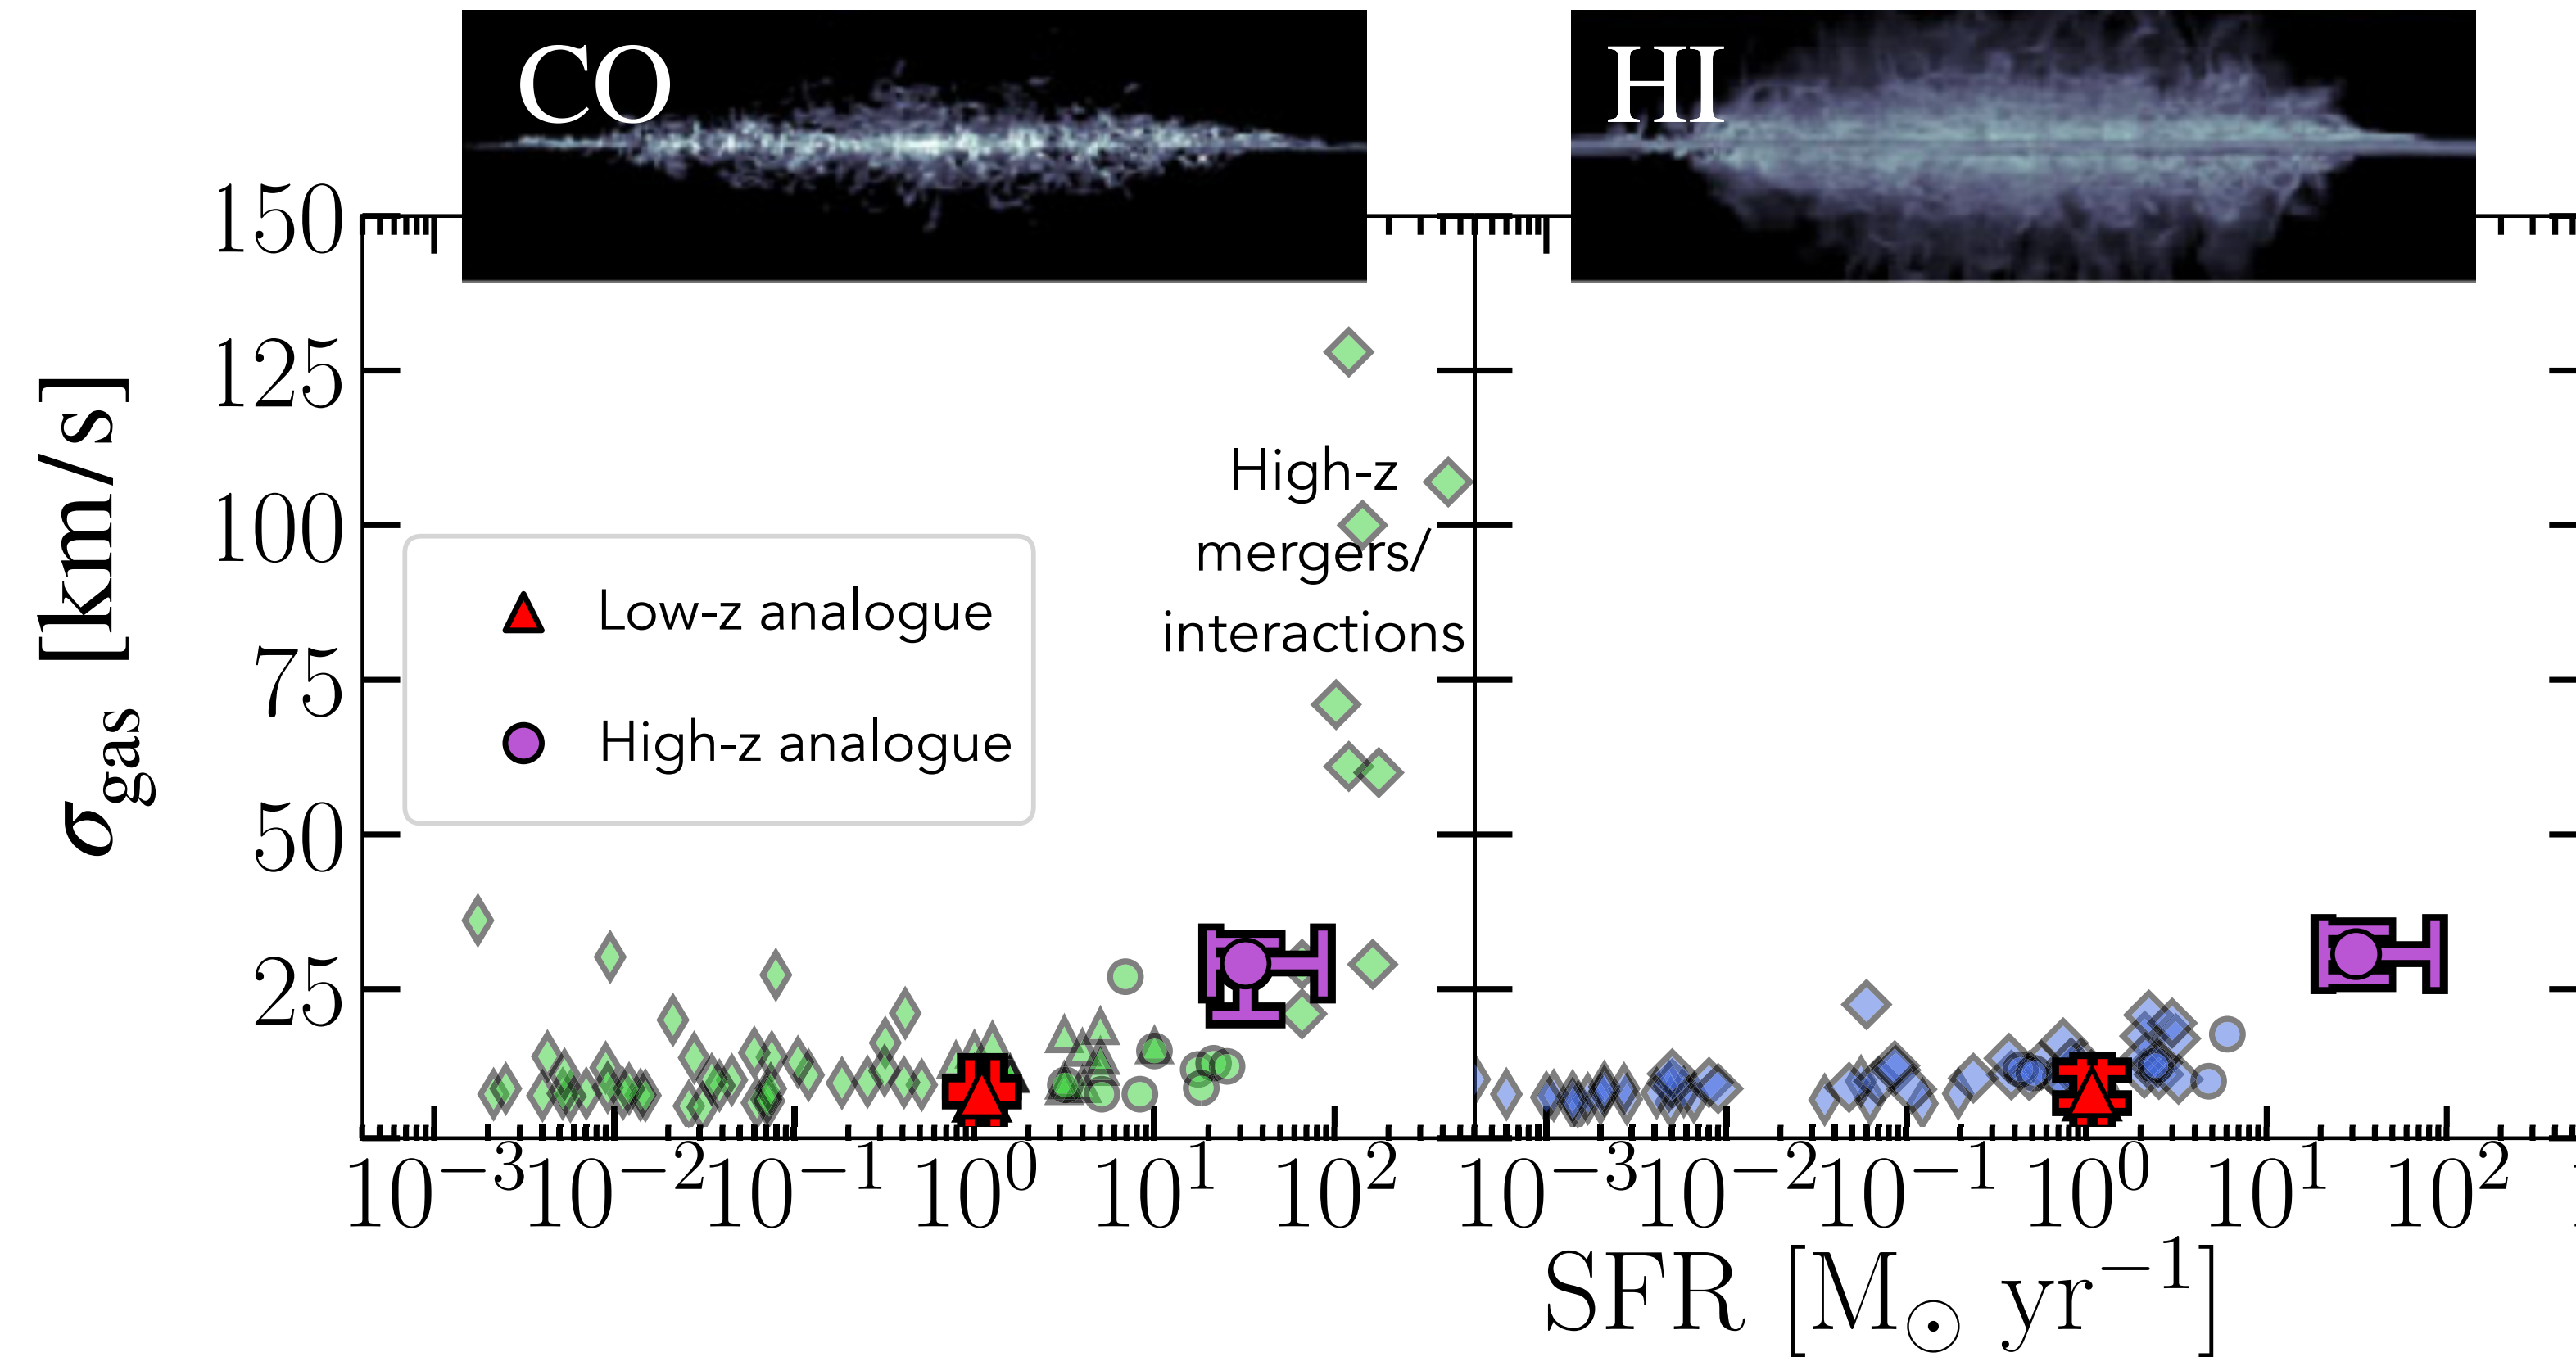 CO
HI
150
125
100
75
50
25
σgas [km/s]
High-z
mergers/
interactions
Low-z analogue
High-z analogue
10⁻³ 10⁻² 10⁻¹ 10⁰ 10¹ 10²
10⁻³ 10⁻² 10⁻¹ 10⁰ 10¹ 10²
SFR [M⊙ yr⁻¹]